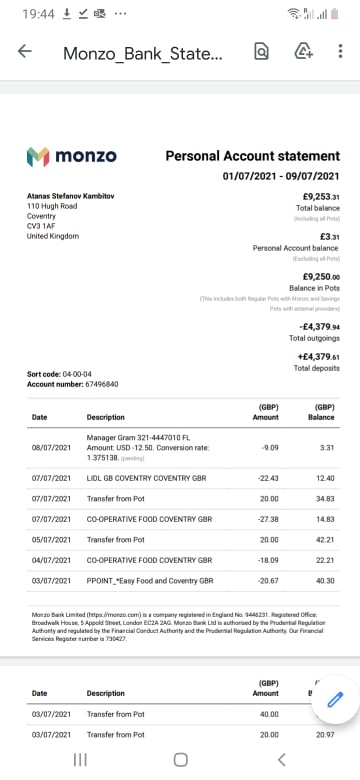 19:44
Monzo_Bank_State...
monzo
Personal Account statement
01/07/2021 - 09/07/2021
Atanas Stefanov Kambitov
110 Hugh Road
Coventry
CV3 1AF
United Kingdom
£9,253.31
Total balance
(Including all Pots)
£3.31
Personal Account balance
(Excluding all Pots)
£9,250.00
Balance in Pots
(This includes both Regular Pots with Monzo and Savings
Pots with external providers)
-£4,379.94
Total outgoings
+£4,379.61
Total deposits
Sort code: 04-00-04
Account number: 67496840
Date Description (GBP) Amount (GBP) Balance
08/07/2021 Manager Gram 321-4447010 FL
Amount: USD -12.50. Conversion rate:
1.375138. (pending) -9.09 3.31
07/07/2021 LIDL GB COVENTRY COVENTRY GBR -22.43 12.40
07/07/2021 Transfer from Pot 20.00 34.83
07/07/2021 CO-OPERATIVE FOOD COVENTRY GBR -27.38 14.83
05/07/2021 Transfer from Pot 20.00 42.21
04/07/2021 CO-OPERATIVE FOOD COVENTRY GBR -18.09 22.21
03/07/2021 PPOINT_*Easy Food and Coventry GBR -20.67 40.30
Monzo Bank Limited (https://monzo.com) is a company registered in England No. 9446231. Registered Office:
Broadwalk House, 5 Appold Street, London EC2A 2AG. Monzo Bank Ltd is authorised by the Prudential Regulation
Authority and regulated by the Financial Conduct Authority and the Prudential Regulation Authority. Our Financial
Services Register number is 730427.
Date Description (GBP) Amount
03/07/2021 Transfer from Pot 40.00
03/07/2021 Transfer from Pot 20.00 20.97